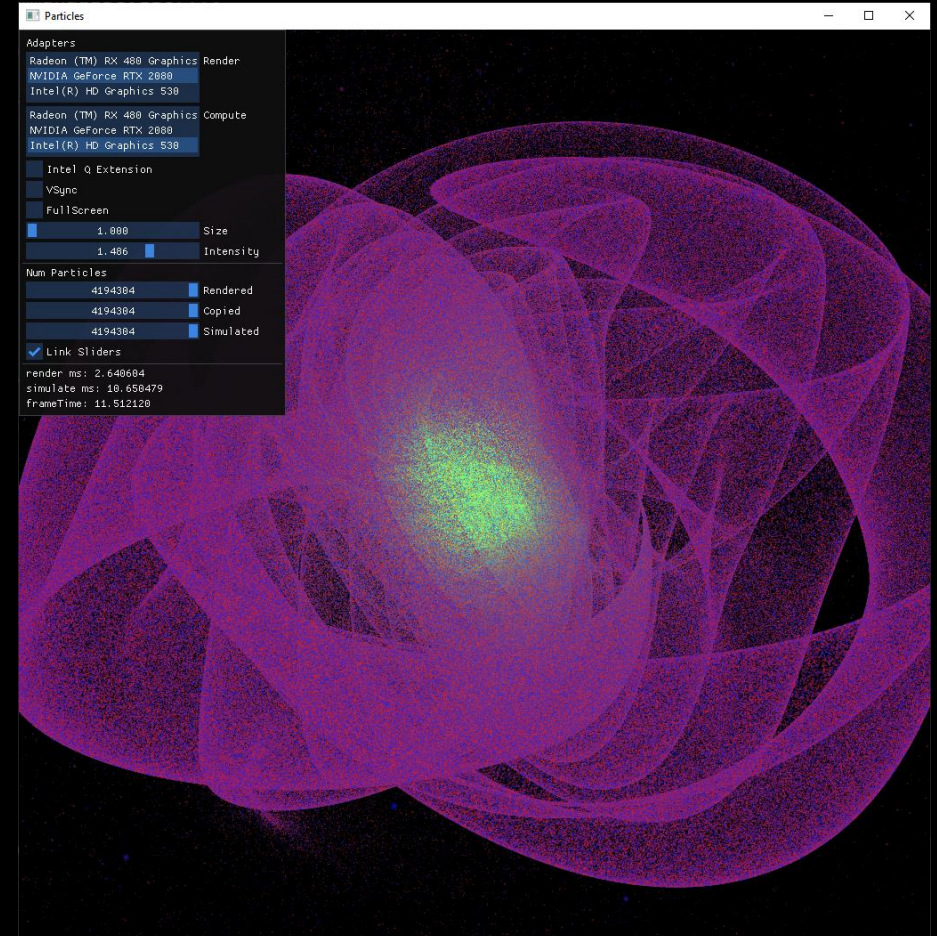 Particles
Adapters
Radeon (TM) RX 480 Graphics Render
NVIDIA GeForce RTX 2080
Intel(R) HD Graphics 530
Radeon (TM) RX 480 Graphics Compute
NVIDIA GeForce RTX 2080
Intel(R) HD Graphics 530
Intel Q Extension
VSync
FullScreen
1.000 Size
1.486 Intensity
Num Particles
4194304 Rendered
4194304 Copied
4194304 Simulated
Link Sliders
render ms: 2.640604
simulate ms: 10.650479
frameTime: 11.512120